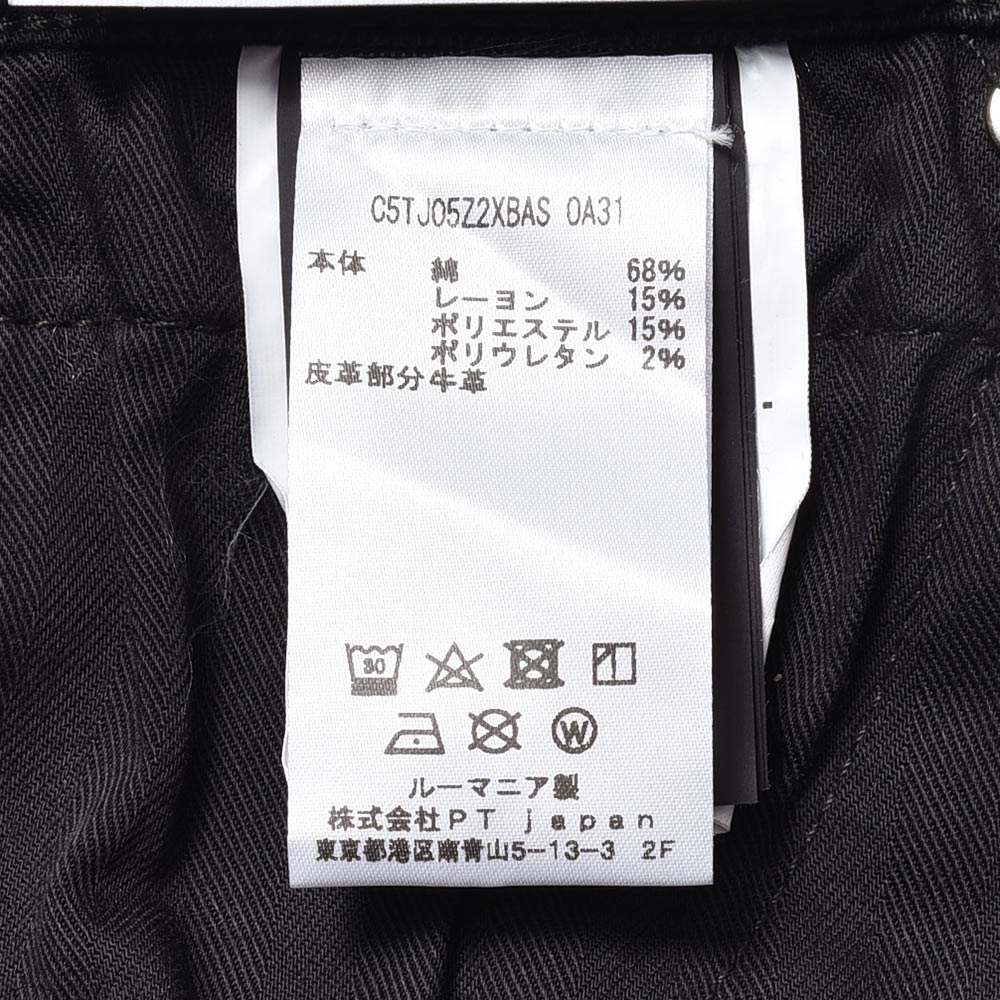 C5TJ05Z2XBAS 0A31
本体 綿 68%
レーヨン 15%
ポリエステル 15%
ポリウレタン 2%
皮革部分 牛革
30
W
ルーマニア製
株式会社PT japan
東京都港区南青山5-13-3 2F